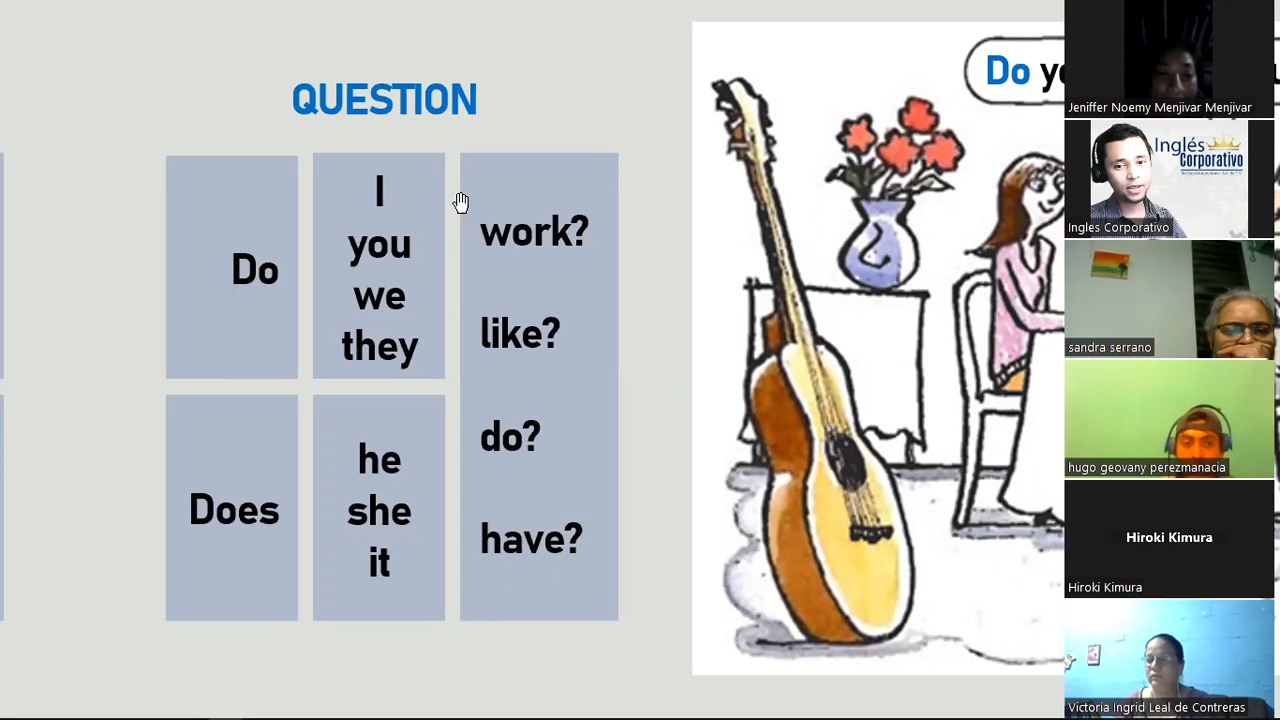 QUESTION
Do
I
you
we
they
work?
like?
do?
have?
Does
he
she
it
Do
Jeniffer Noemy Menjivar Menjivar
Inglés
Corporativo
Ingles Corporativo
sandra serrano
hugo geovany perezmanacia
Hiroki Kimura
Hiroki Kimura
Victoria Ingrid Leal de Contreras